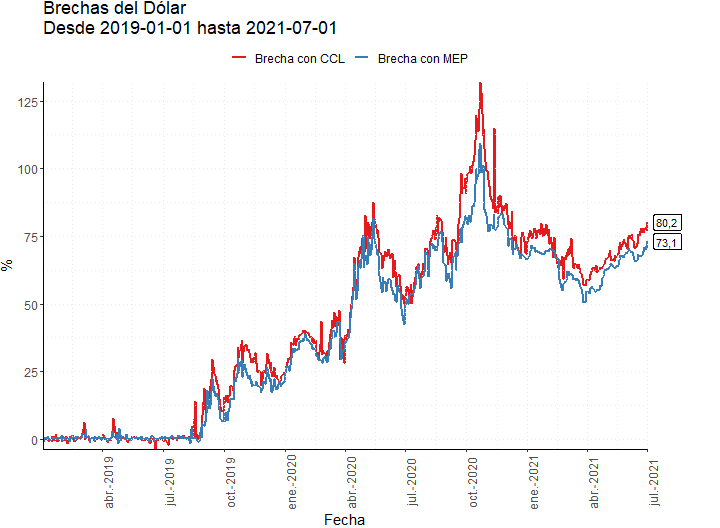 Brechas del Dólar
Desde 2019-01-01 hasta 2021-07-01
Brecha con CCL
Brecha con MEP
125
100
75
50
25
0
%
80,2
73,1
abr.-2019
jul.-2019
oct.-2019
ene.-2020
abr.-2020
jul.-2020
oct.-2020
ene.-2021
abr.-2021
jul.-2021
Fecha